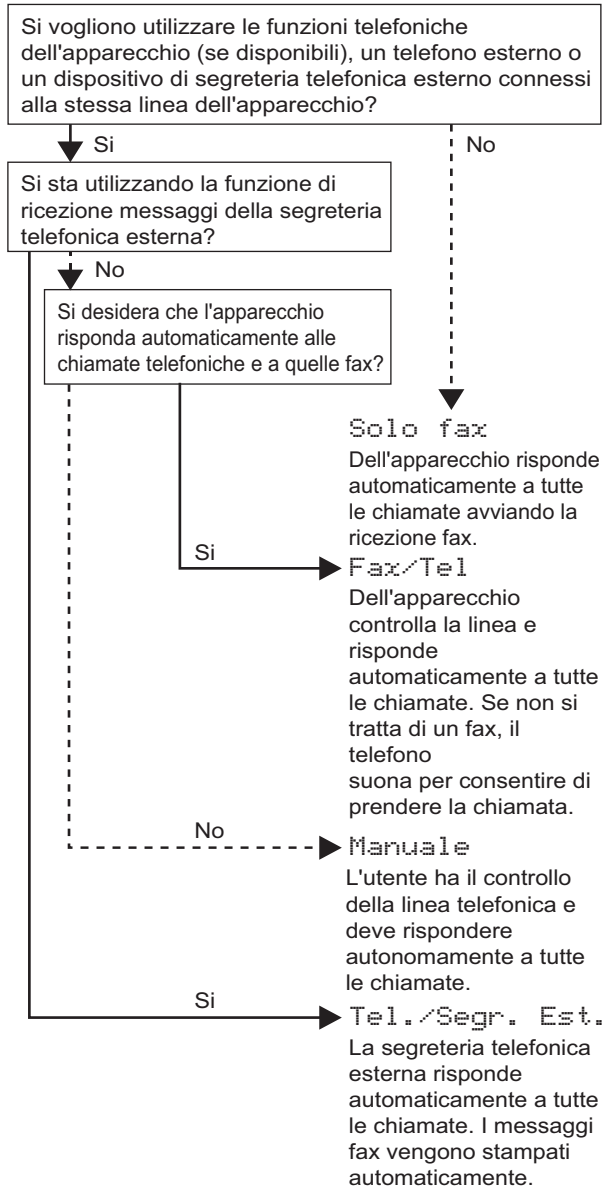 Si vogliono utilizzare le funzioni telefoniche
dell'apparecchio (se disponibili), un telefono esterno o
un dispositivo di segreteria telefonica esterno connessi
alla stessa linea dell'apparecchio?
Si
No
Si sta utilizzando la funzione di
ricezione messaggi della segreteria
telefonica esterna?
No
Si desidera che l'apparecchio
risponda automaticamente alle
chiamate telefoniche e a quelle fax?
Solo fax
Dell'apparecchio risponde
automaticamente a tutte
le chiamate avviando la
ricezione fax.
Si
Fax/Tel
Dell'apparecchio
controlla la linea e
risponde
automaticamente a tutte
le chiamate. Se non si
tratta di un fax, il
telefono
suona per consentire di
prendere la chiamata.
No
Manuale
L'utente ha il controllo
della linea telefonica e
deve rispondere
autonomamente a tutte
le chiamate.
Si
Tel./Segr. Est.
La segreteria telefonica
esterna risponde
automaticamente a tutte
le chiamate. I messaggi
fax vengono stampati
automaticamente.